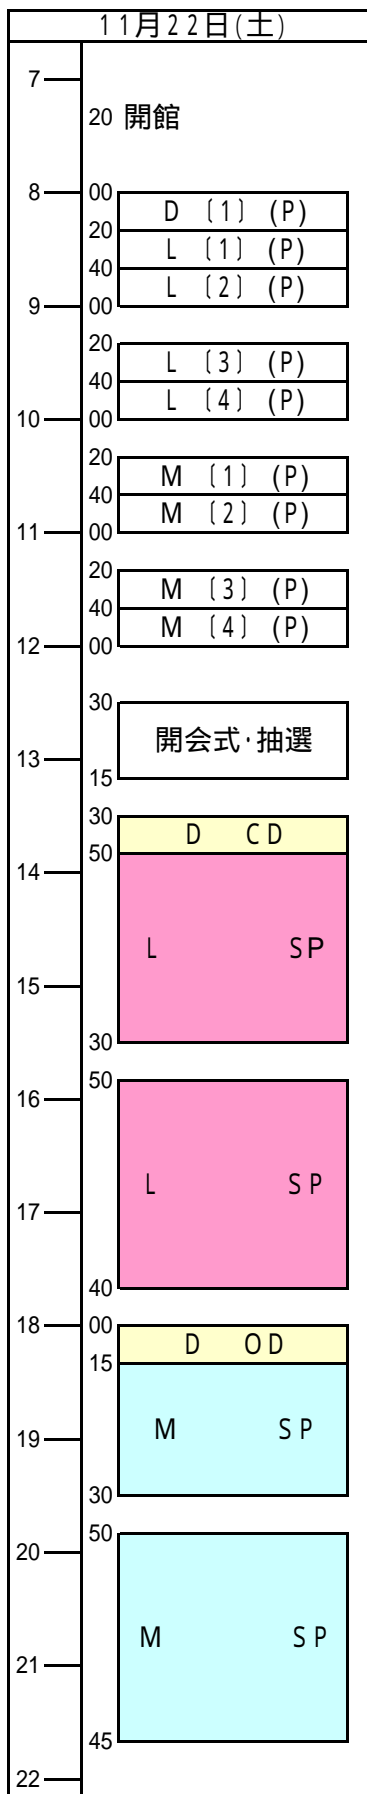 11月22日(土)
7
20 開館
8 00
D 〔1〕 (P)
20
L 〔1〕 (P)
40
L 〔2〕 (P)
9 00
20
L 〔3〕 (P)
40
L 〔4〕 (P)
10 00
20
M 〔1〕 (P)
40
M 〔2〕 (P)
11 00
20
M 〔3〕 (P)
40
M 〔4〕 (P)
12 00
30
開会式・抽選
13
15
30
D CD
50
14
L SP
15
30
50
16
L SP
17
40
18 00
D OD
15
M SP
19
30
50
20
M SP
21
45
22